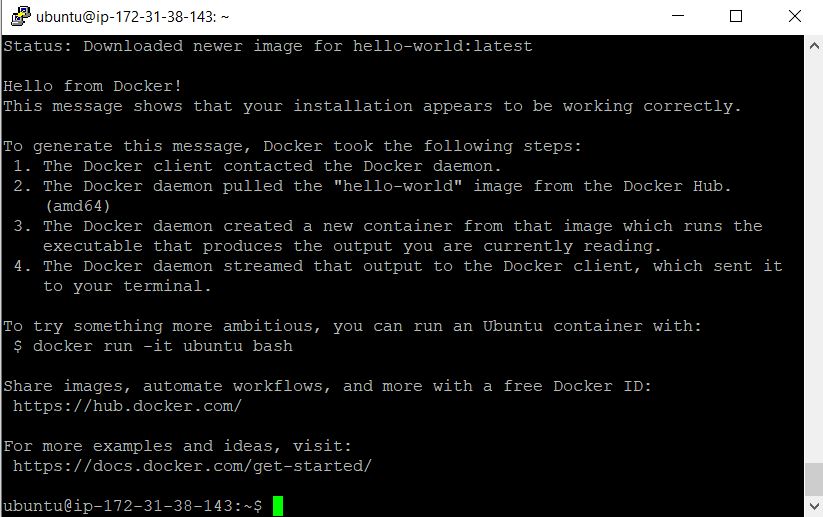 ubuntu@ip-172-31-38-143: ~
Status: Downloaded newer image for hello-world:latest
Hello from Docker!
This message shows that your installation appears to be working correctly.
To generate this message, Docker took the following steps:
1. The Docker client contacted the Docker daemon.
2. The Docker daemon pulled the "hello-world" image from the Docker Hub.
(amd64)
3. The Docker daemon created a new container from that image which runs the
executable that produces the output you are currently reading.
4. The Docker daemon streamed that output to the Docker client, which sent it
to your terminal.
To try something more ambitious, you can run an Ubuntu container with:
$ docker run -it ubuntu bash
Share images, automate workflows, and more with a free Docker ID:
https://hub.docker.com/
For more examples and ideas, visit:
https://docs.docker.com/get-started/
ubuntu@ip-172-31-38-143:~$